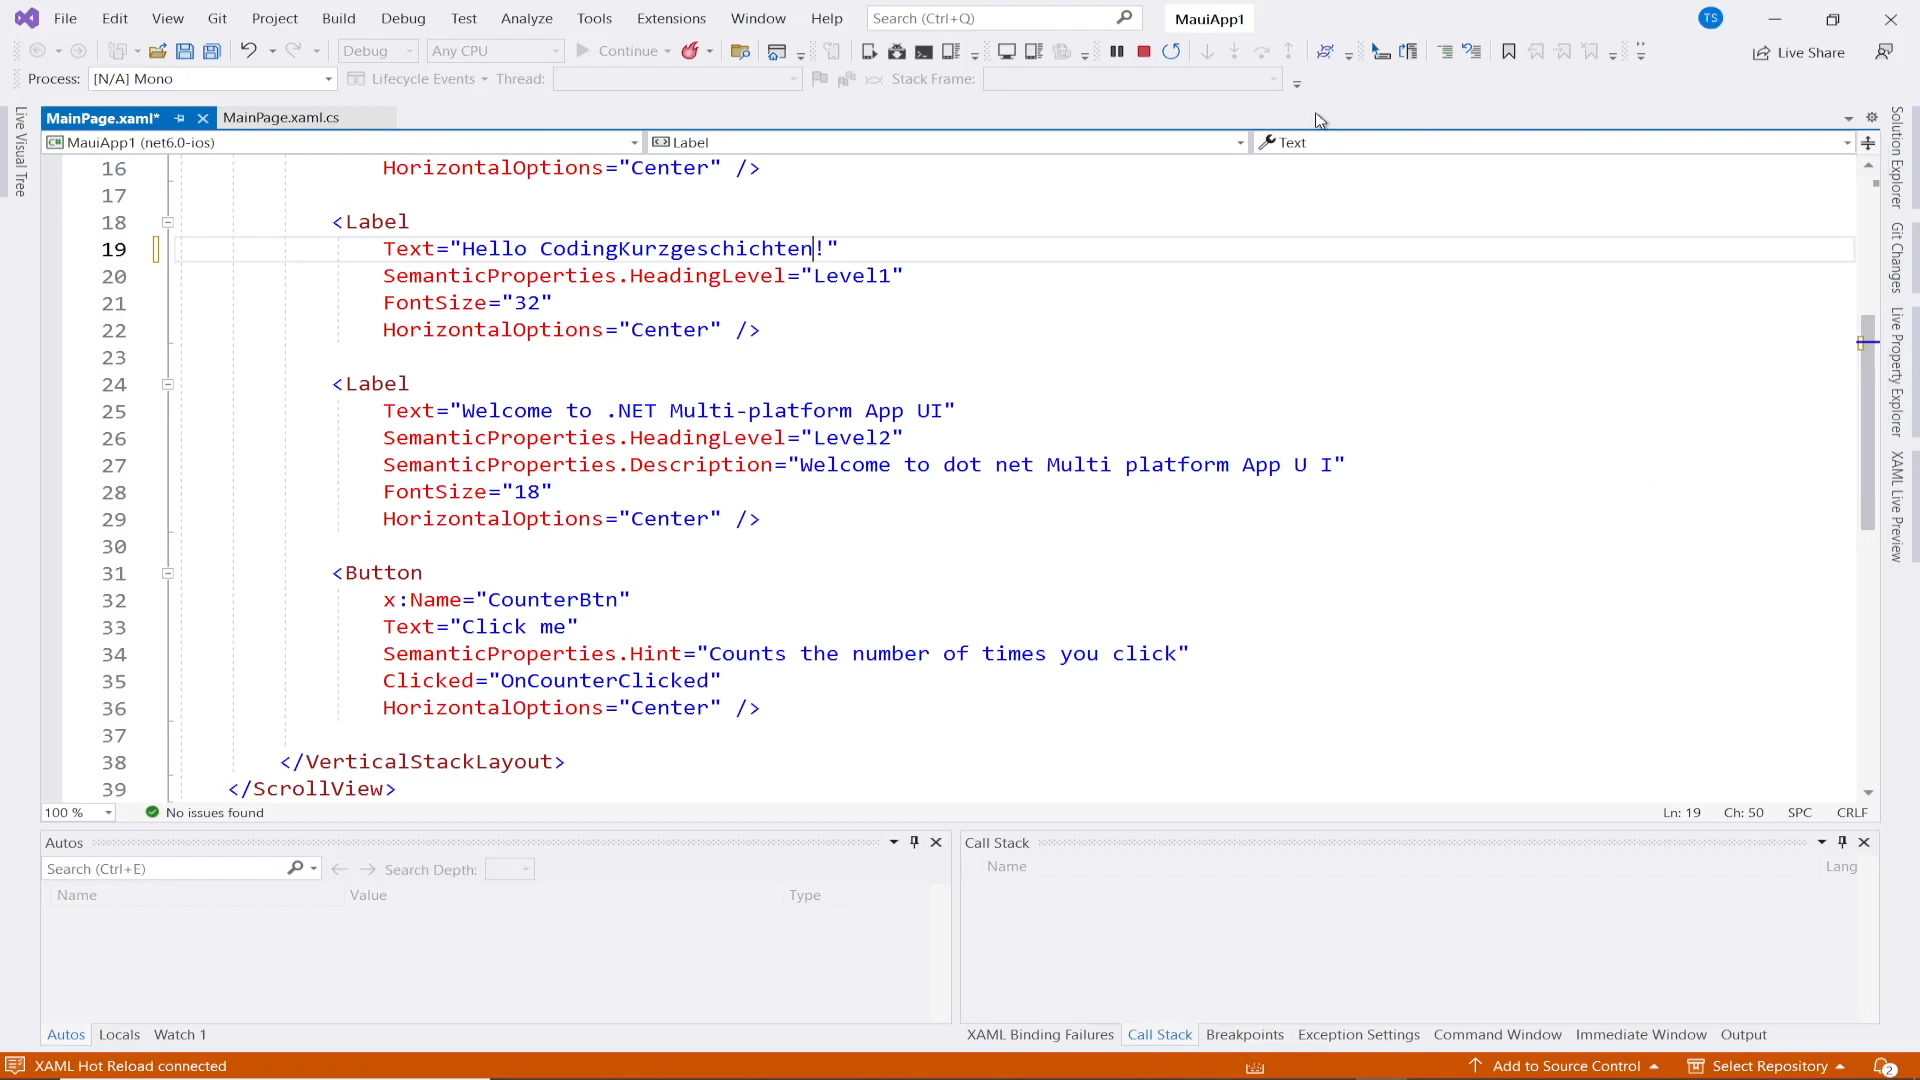 File Edit View Git Project Build Debug Test Analyze Tools Extensions Window Help Search (Ctrl+Q) MauiApp1 TS
Debug Any CPU Continue Live Share
Process: [N/A] Mono Lifecycle Events Thread: Stack Frame:
MainPage.xaml* MainPage.xaml.cs
MauiApp1 (net6.0-ios) Label Text
16 HorizontalOptions="Center" />
17
18 <Label
19 Text="Hello CodingKurzgeschichten!"
20 SemanticProperties.HeadingLevel="Level1"
21 FontSize="32"
22 HorizontalOptions="Center" />
23
24 <Label
25 Text="Welcome to .NET Multi-platform App UI"
26 SemanticProperties.HeadingLevel="Level2"
27 SemanticProperties.Description="Welcome to dot net Multi platform App U I"
28 FontSize="18"
29 HorizontalOptions="Center" />
30
31 <Button
32 x:Name="CounterBtn"
33 Text="Click me"
34 SemanticProperties.Hint="Counts the number of times you click"
35 Clicked="OnCounterClicked"
36 HorizontalOptions="Center" />
37
38 </VerticalStackLayout>
39 </ScrollView>
100 % No issues found Ln: 19 Ch: 50 SPC CRLF
Live Visual Tree
Solution Explorer
Git Changes
Live Property Explorer
XAML Live Preview
Autos
Search (Ctrl+E) Search Depth:
Name Value Type
Autos Locals Watch 1
Call Stack
Name Lang
XAML Binding Failures Call Stack Breakpoints Exception Settings Command Window Immediate Window Output
XAML Hot Reload connected Add to Source Control Select Repository 2